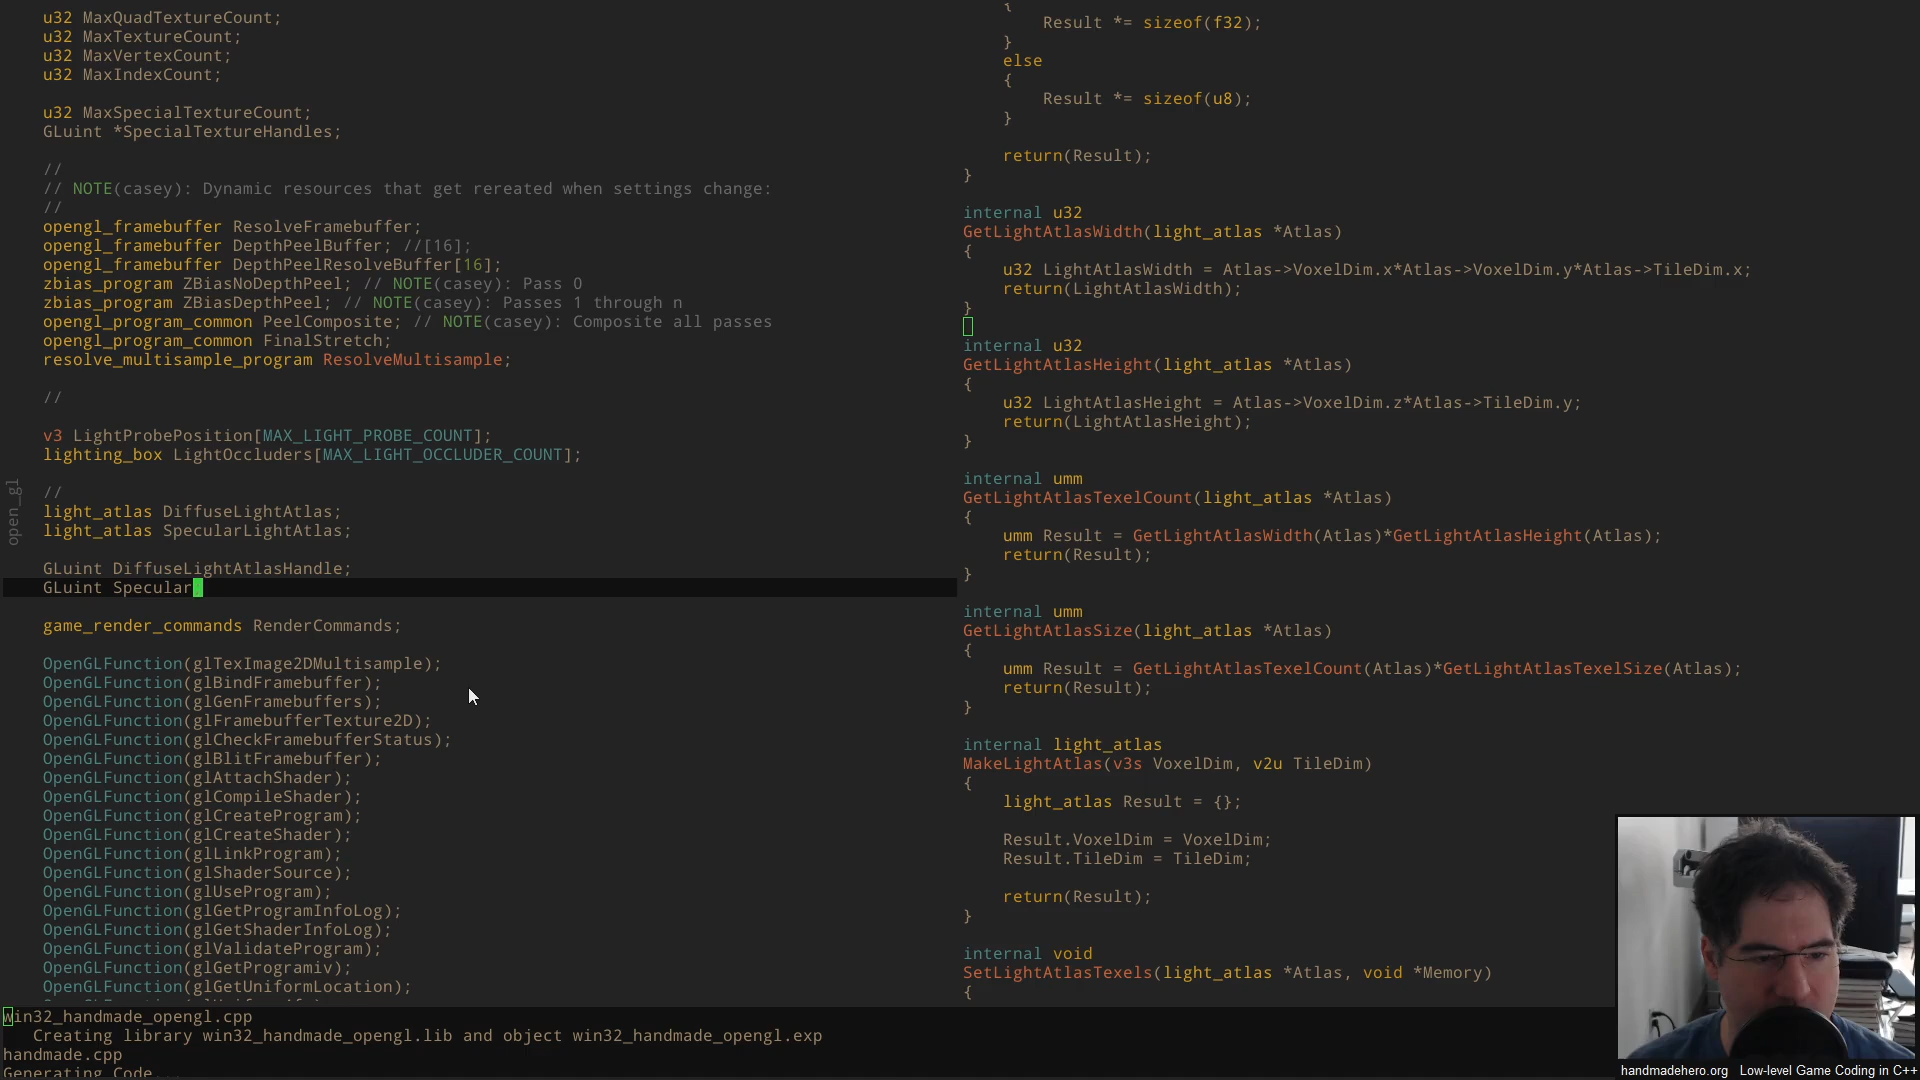 u32 MaxQuadTextureCount;
u32 MaxTextureCount;
u32 MaxVertexCount;
u32 MaxIndexCount;
u32 MaxSpecialTextureCount;
GLuint *SpecialTextureHandles;
//
// NOTE(casey): Dynamic resources that get rereated when settings change:
//
opengl_framebuffer ResolveFramebuffer;
opengl_framebuffer DepthPeelBuffer; //[16];
opengl_framebuffer DepthPeelResolveBuffer[16];
zbias_program ZBiasNoDepthPeel; // NOTE(casey): Pass 0
zbias_program ZBiasDepthPeel; // NOTE(casey): Passes 1 through n
opengl_program_common PeelComposite; // NOTE(casey): Composite all passes
opengl_program_common FinalStretch;
resolve_multisample_program ResolveMultisample;
//
v3 LightProbePosition[MAX_LIGHT_PROBE_COUNT];
lighting_box LightOccluders[MAX_LIGHT_OCCLUDER_COUNT];
//
light_atlas DiffuseLightAtlas;
light_atlas SpecularLightAtlas;
GLuint DiffuseLightAtlasHandle;
GLuint Specular;
game_render_commands RenderCommands;
OpenGLFunction(glTexImage2DMultisample);
OpenGLFunction(glBindFramebuffer);
OpenGLFunction(glGenFramebuffers);
OpenGLFunction(glFramebufferTexture2D);
OpenGLFunction(glCheckFramebufferStatus);
OpenGLFunction(glBlitFramebuffer);
OpenGLFunction(glAttachShader);
OpenGLFunction(glCompileShader);
OpenGLFunction(glCreateProgram);
OpenGLFunction(glCreateShader);
OpenGLFunction(glLinkProgram);
OpenGLFunction(glShaderSource);
OpenGLFunction(glUseProgram);
OpenGLFunction(glGetProgramInfoLog);
OpenGLFunction(glGetShaderInfoLog);
OpenGLFunction(glValidateProgram);
OpenGLFunction(glGetProgramiv);
OpenGLFunction(glGetUniformLocation);
open_gl
{
Result *= sizeof(f32);
}
else
{
Result *= sizeof(u8);
}
return(Result);
}
internal u32
GetLightAtlasWidth(light_atlas *Atlas)
{
u32 LightAtlasWidth = Atlas->VoxelDim.x*Atlas->VoxelDim.y*Atlas->TileDim.x;
return(LightAtlasWidth);
}
internal u32
GetLightAtlasHeight(light_atlas *Atlas)
{
u32 LightAtlasHeight = Atlas->VoxelDim.z*Atlas->TileDim.y;
return(LightAtlasHeight);
}
internal umm
GetLightAtlasTexelCount(light_atlas *Atlas)
{
umm Result = GetLightAtlasWidth(Atlas)*GetLightAtlasHeight(Atlas);
return(Result);
}
internal umm
GetLightAtlasSize(light_atlas *Atlas)
{
umm Result = GetLightAtlasTexelCount(Atlas)*GetLightAtlasTexelSize(Atlas);
return(Result);
}
internal light_atlas
MakeLightAtlas(v3s VoxelDim, v2u TileDim)
{
light_atlas Result = {};
Result.VoxelDim = VoxelDim;
Result.TileDim = TileDim;
return(Result);
}
internal void
SetLightAtlasTexels(light_atlas *Atlas, void *Memory)
{
win32_handmade_opengl.cpp
Creating library win32_handmade_opengl.lib and object win32_handmade_opengl.exp
handmade.cpp
Generating Code...
handmadehero.org Low-level Game Coding in C++